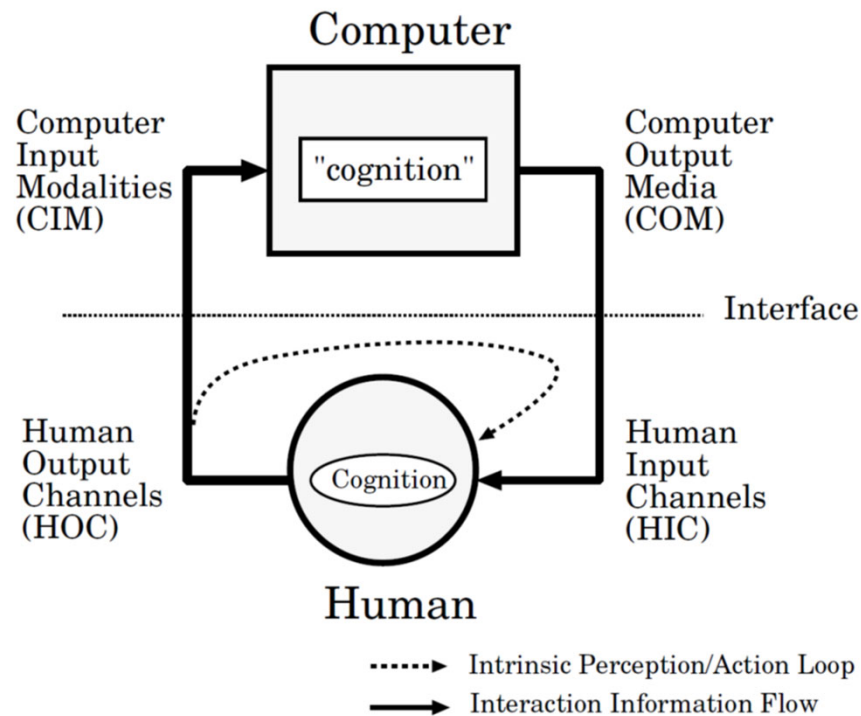 Computer
Computer
Input
Modalities
(CIM)
"cognition"
Computer
Output
Media
(COM)
Interface
Human
Output
Channels
(HOC)
Cognition
Human
Input
Channels
(HIC)
Human
Intrinsic Perception/Action Loop
Interaction Information Flow